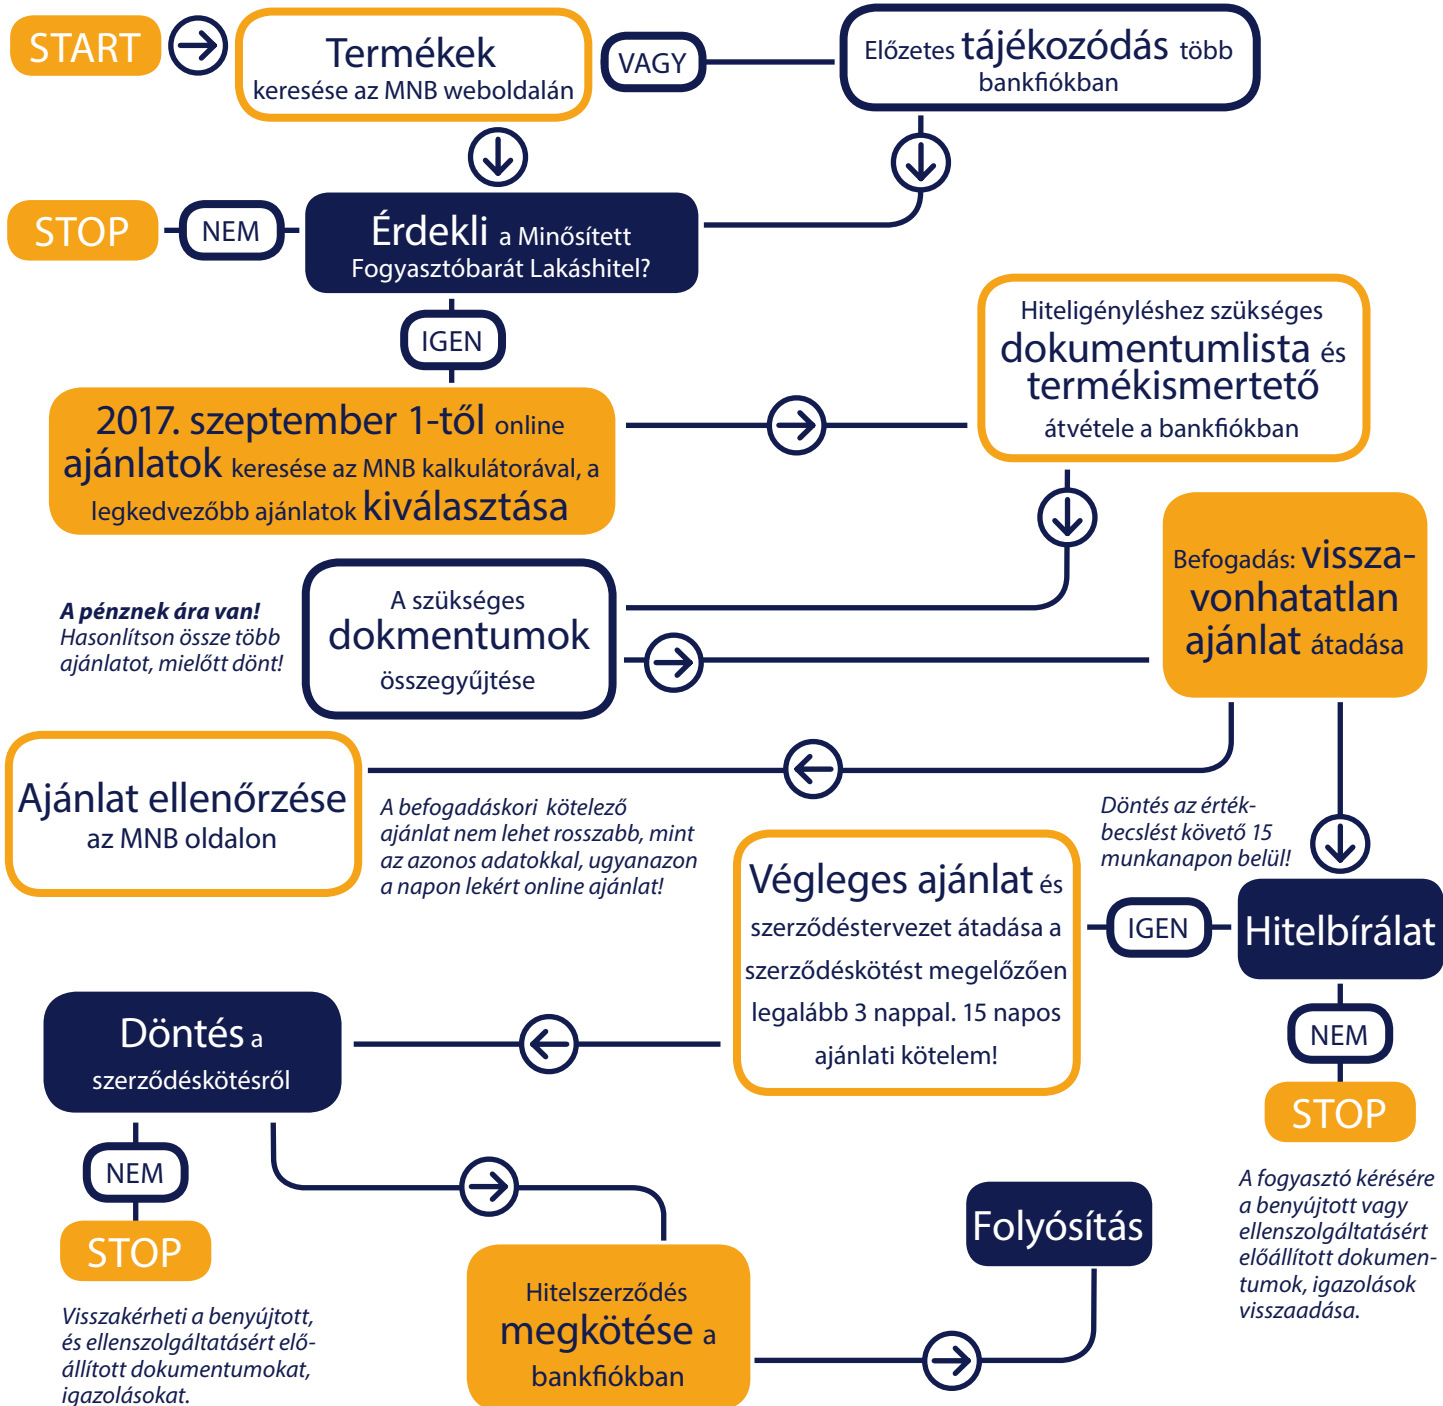 START
Termékek
keresése az MNB weboldalán
VAGY
Előzetes tájékozódás több
bankfiókban
STOP
NEM
Érdekli a Minősített
Fogyasztóbarát Lakáshitel?
IGEN
2017. szeptember 1-től online
ajánlatok keresése az MNB kalkulátorával, a
legkedvezőbb ajánlatok kiválasztása
Hiteligényléshez szükséges
dokumentumlista és
termékismertető
átvétele a bankfiókban
A pénznek ára van!
Hasonlítson össze több
ajánlatot, mielőtt dönt!
A szükséges
dokmentumok
összegyűjtése
Befogadás: vissza-
vonhatatlan
ajánlat átadása
Ajánlat ellenőrzése
az MNB oldalon
A befogadáskori kötelező
ajánlat nem lehet rosszabb, mint
az azonos adatokkal, ugyanazon
a napon lekért online ajánlat!
Döntés az érték-
becslést követő 15
munkanapon belül!
Végleges ajánlat és
szerződéstervezet átadása a
szerződéskötést megelőzően
legalább 3 nappal. 15 napos
ajánlati kötelem!
IGEN
Hitelbírálat
NEM
STOP
A fogyasztó kérésére
a benyújtott vagy
ellenszolgáltatásért
előállított dokumen-
tumok, igazolások
visszaadása.
Döntés a
szerződéskötésről
NEM
STOP
Visszakérheti a benyújtott,
és ellenszolgáltatásért elő-
állított dokumentumokat,
igazolásokat.
Hitelszerződés
megkötése a
bankfiókban
Folyósítás